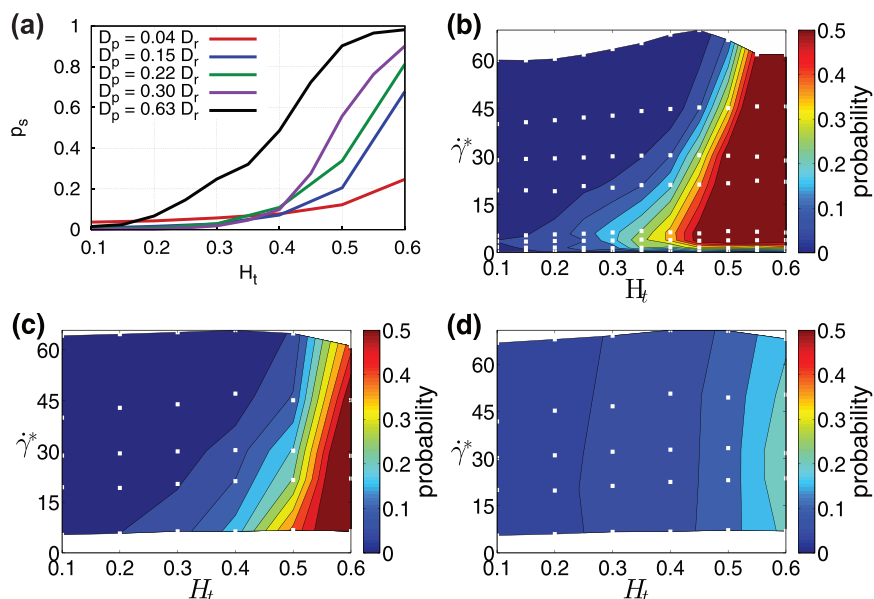 (a)
1
0.8
0.6
0.4
0.2
0
p_s
D_p = 0.04 D_r
D_p = 0.15 D_r
D_p = 0.22 D_r
D_p = 0.30 D_r
D_p = 0.63 D_r
0.1 0.2 0.3 0.4 0.5 0.6
H_t
(b)
60
45
30
15
0
γ̇*
0.1 0.2 0.3 0.4 0.5 0.6
H_t
0.5
0.4
0.3
0.2
0.1
0
probability
(c)
60
45
30
15
0
γ̇*
0.1 0.2 0.3 0.4 0.5 0.6
H_t
0.5
0.4
0.3
0.2
0.1
0
probability
(d)
60
45
30
15
0
γ̇*
0.1 0.2 0.3 0.4 0.5 0.6
H_t
0.5
0.4
0.3
0.2
0.1
0
probability